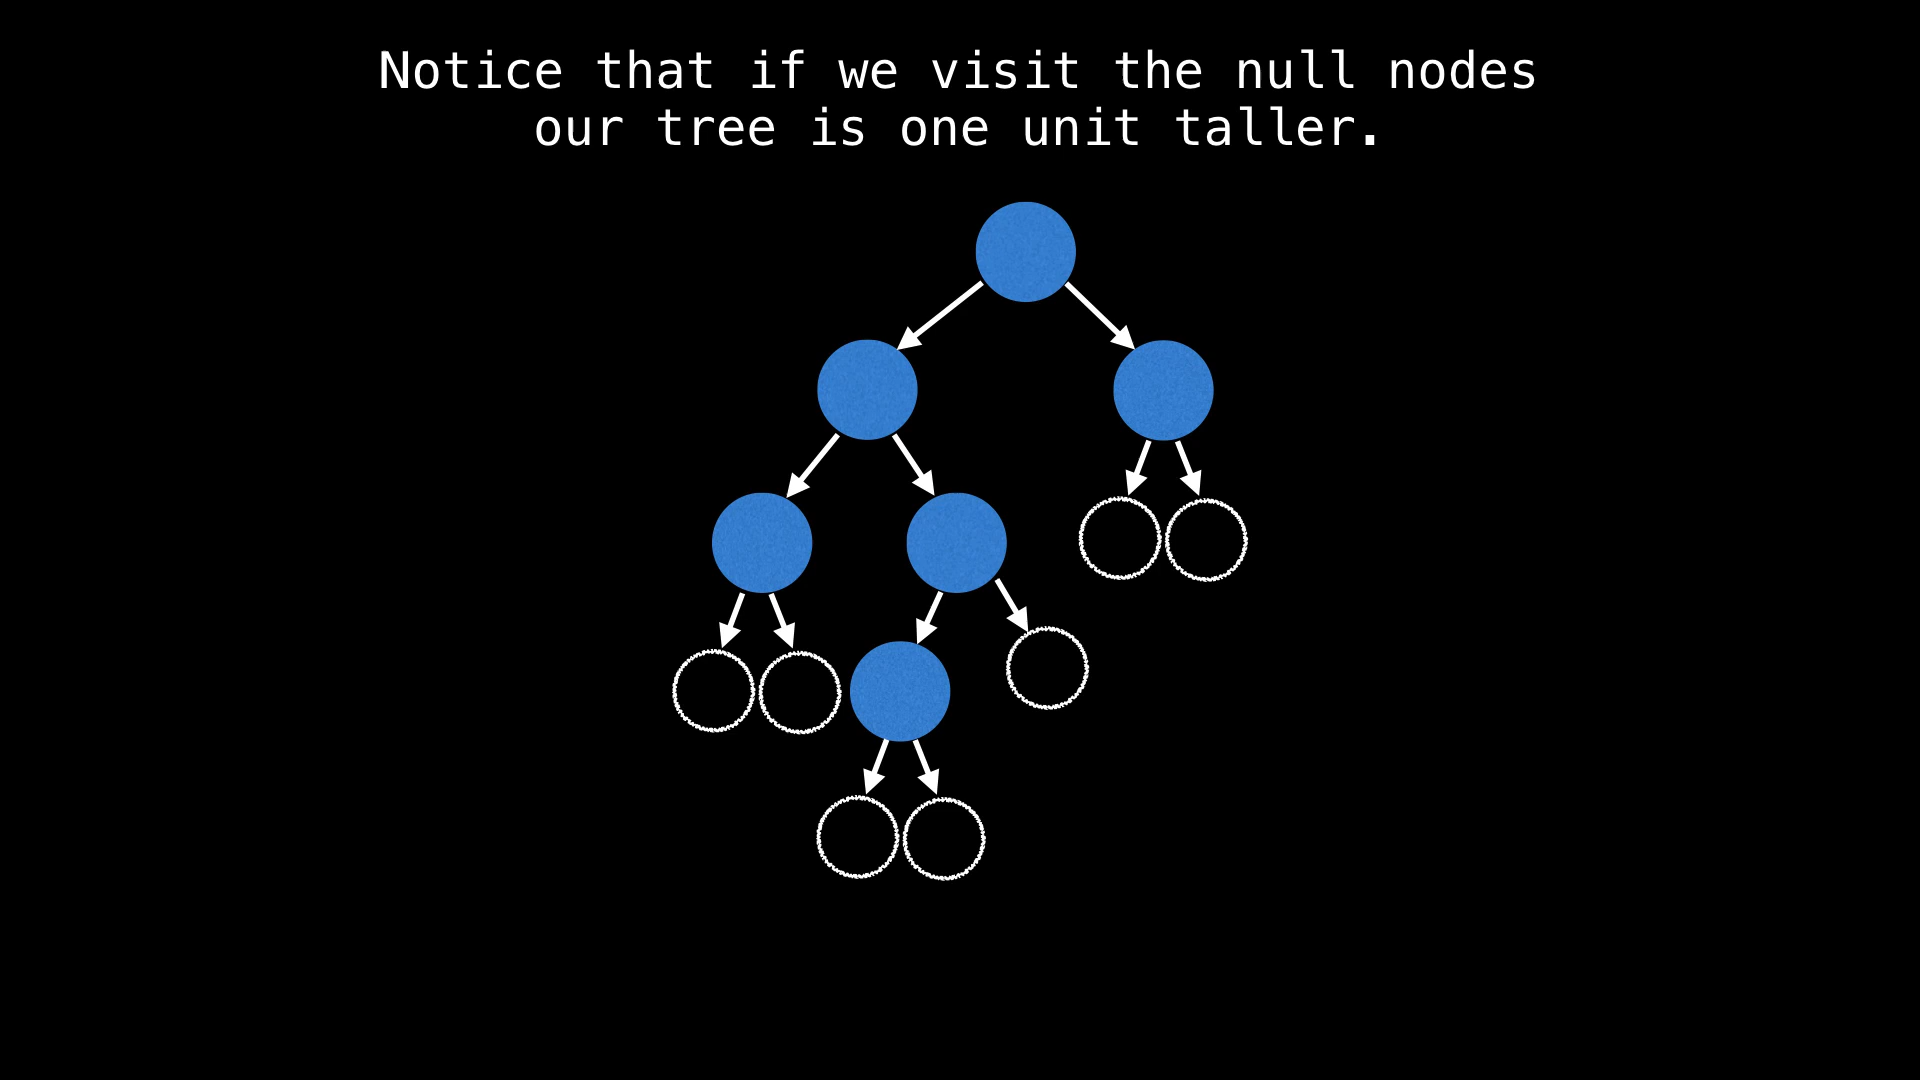 Notice that if we visit the null nodes
our tree is one unit taller.